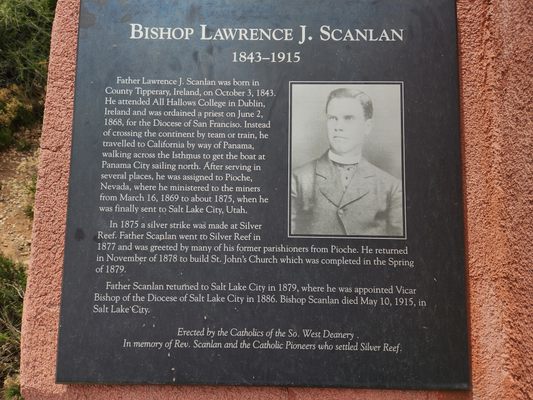 BISHOP LAWRENCE J. SCANLAN
1843–1915
Father Lawrence J. Scanlan was born in
County Tipperary, Ireland, on October 3, 1843.
He attended All Hallows College in Dublin,
Ireland and was ordained a priest on June 2,
1868, for the Diocese of San Franciso. Instead
of crossing the continent by team or train, he
travelled to California by way of Panama,
walking across the Isthmus to get the boat at
Panama City sailing north. After serving in
several places, he was assigned to Pioche,
Nevada, where he ministered to the miners
from March 16, 1869 to about 1875, when he
was finally sent to Salt Lake City, Utah.
In 1875 a silver strike was made at Silver
Reef. Father Scanlan went to Silver Reef in
1877 and was greeted by many of his former parishioners from Pioche. He returned
in November of 1878 to build St. John's Church which was completed in the Spring
of 1879.
Father Scanlan returned to Salt Lake City in 1879, where he was appointed Vicar
Bishop of the Diocese of Salt Lake City in 1886. Bishop Scanlan died May 10, 1915, in
Salt Lake City.
Erected by the Catholics of the So. West Deanery
In memory of Rev. Scanlan and the Catholic Pioneers who settled Silver Reef.